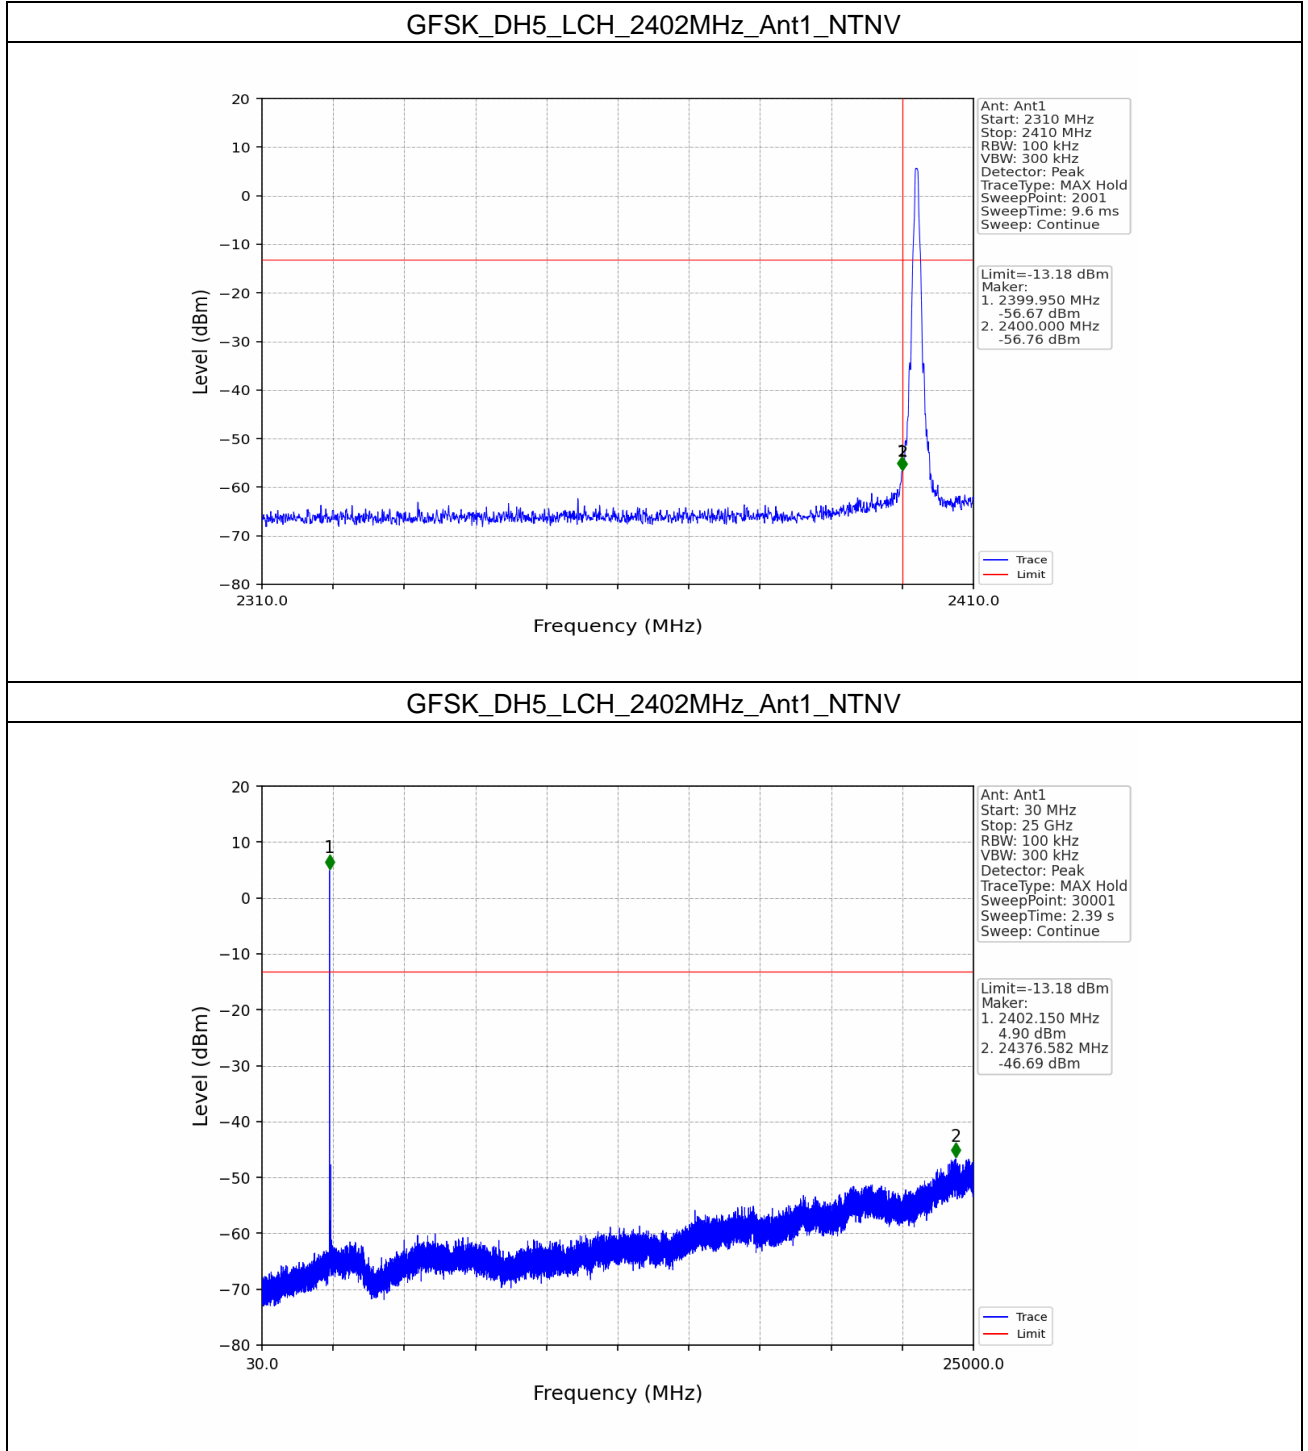 GFSK_DH5_LCH_2402MHz_Ant1_NTNV
20
10
0
−10
−20
−30
−40
−50
−60
−70
−80
Level (dBm)
2310.0
2410.0
Frequency (MHz)
2
Ant: Ant1
Start: 2310 MHz
Stop: 2410 MHz
RBW: 100 kHz
VBW: 300 kHz
Detector: Peak
TraceType: MAX Hold
SweepPoint: 2001
SweepTime: 9.6 ms
Sweep: Continue
Limit=-13.18 dBm
Maker:
1. 2399.950 MHz
-56.67 dBm
2. 2400.000 MHz
-56.76 dBm
Trace
Limit
GFSK_DH5_LCH_2402MHz_Ant1_NTNV
20
10
0
−10
−20
−30
−40
−50
−60
−70
−80
Level (dBm)
30.0
25000.0
Frequency (MHz)
1
2
Ant: Ant1
Start: 30 MHz
Stop: 25 GHz
RBW: 100 kHz
VBW: 300 kHz
Detector: Peak
TraceType: MAX Hold
SweepPoint: 30001
SweepTime: 2.39 s
Sweep: Continue
Limit=-13.18 dBm
Maker:
1. 2402.150 MHz
4.90 dBm
2. 24376.582 MHz
-46.69 dBm
Trace
Limit